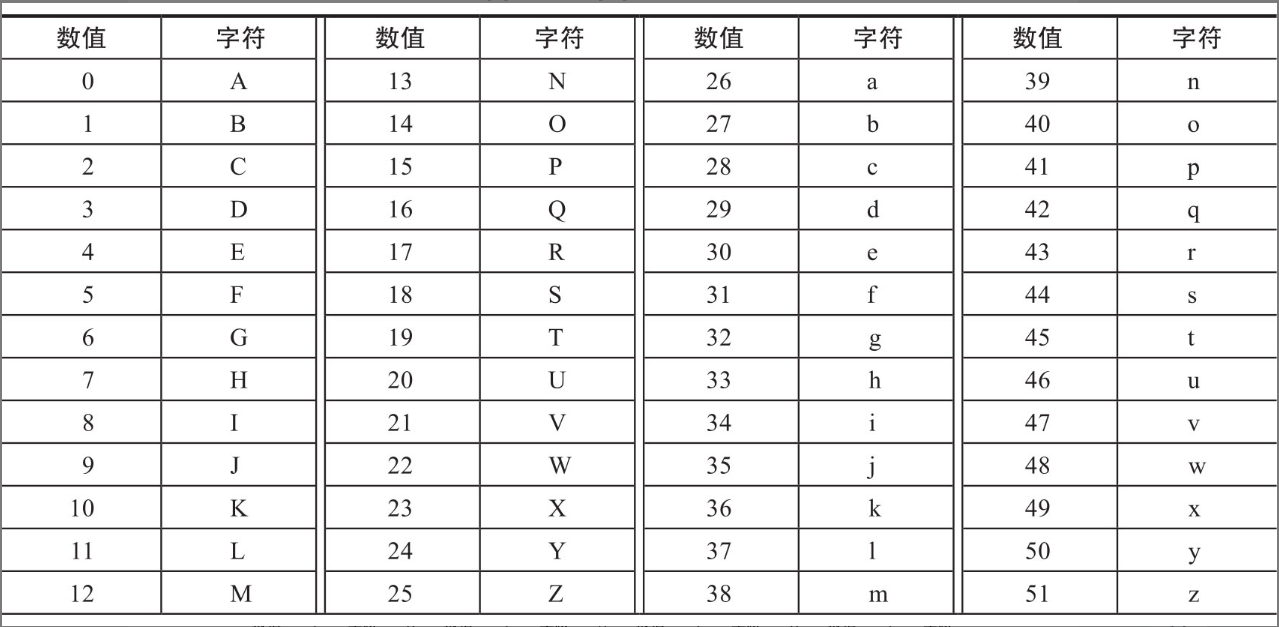 数值 字符 数值 字符 数值 字符 数值 字符
0 A 13 N 26 a 39 n
1 B 14 O 27 b 40 o
2 C 15 P 28 c 41 p
3 D 16 Q 29 d 42 q
4 E 17 R 30 e 43 r
5 F 18 S 31 f 44 s
6 G 19 T 32 g 45 t
7 H 20 U 33 h 46 u
8 I 21 V 34 i 47 v
9 J 22 W 35 j 48 w
10 K 23 X 36 k 49 x
11 L 24 Y 37 l 50 y
12 M 25 Z 38 m 51 z